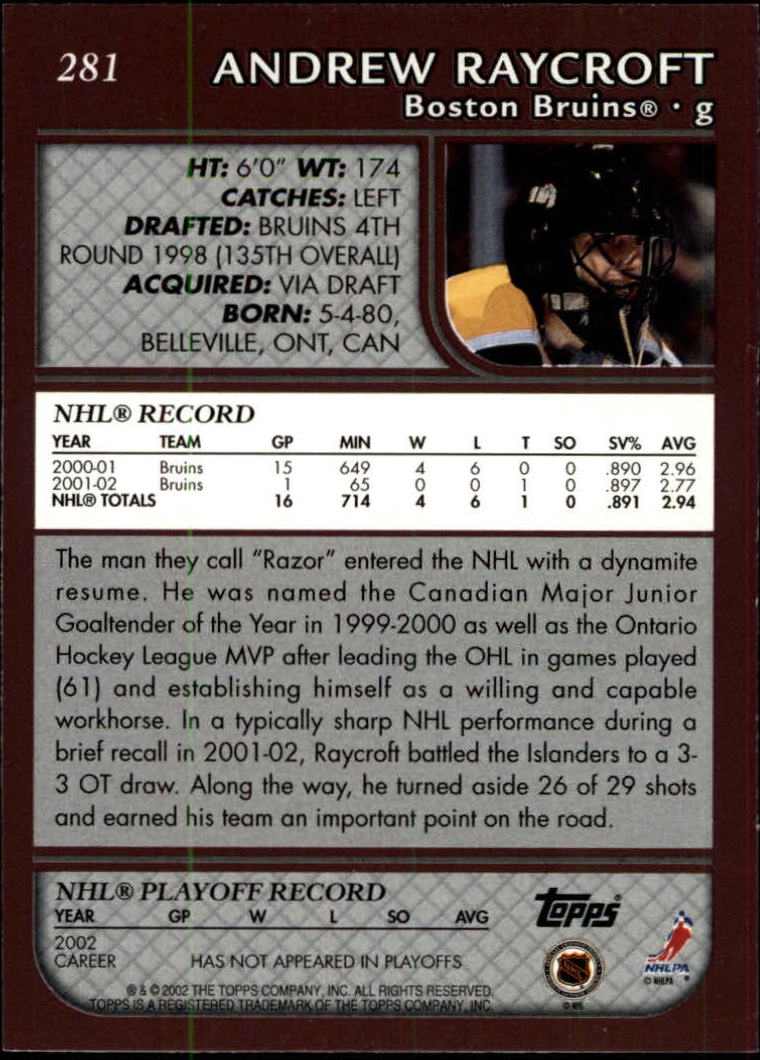 281
ANDREW RAYCROFT
Boston Bruins® · g
HT: 6'0" WT: 174
CATCHES: LEFT
DRAFTED: BRUINS 4TH
ROUND 1998 (135TH OVERALL)
ACQUIRED: VIA DRAFT
BORN: 5-4-80,
BELLEVILLE, ONT, CAN
NHL® RECORD
YEAR TEAM GP MIN W L T SO SV% AVG
2000-01 Bruins 15 649 4 6 0 0 .890 2.96
2001-02 Bruins 1 65 0 0 1 0 .897 2.77
NHL® TOTALS 16 714 4 6 1 0 .891 2.94
The man they call "Razor" entered the NHL with a dynamite
resume. He was named the Canadian Major Junior
Goaltender of the Year in 1999-2000 as well as the Ontario
Hockey League MVP after leading the OHL in games played
(61) and establishing himself as a willing and capable
workhorse. In a typically sharp NHL performance during a
brief recall in 2001-02, Raycroft battled the Islanders to a 3-
3 OT draw. Along the way, he turned aside 26 of 29 shots
and earned his team an important point on the road.
NHL® PLAYOFF RECORD
YEAR GP W L SO AVG
2002
CAREER HAS NOT APPEARED IN PLAYOFFS
® & © 2002 THE TOPPS COMPANY, INC. ALL RIGHTS RESERVED.
TOPPS IS A REGISTERED TRADEMARK OF THE TOPPS COMPANY, INC.
Topps®
NHL
© NHL
NHLPA
© NHLPA ®